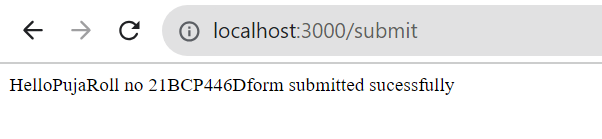 localhost:3000/submit
HelloPujaRoll no 21BCP446Dform submitted sucessfully